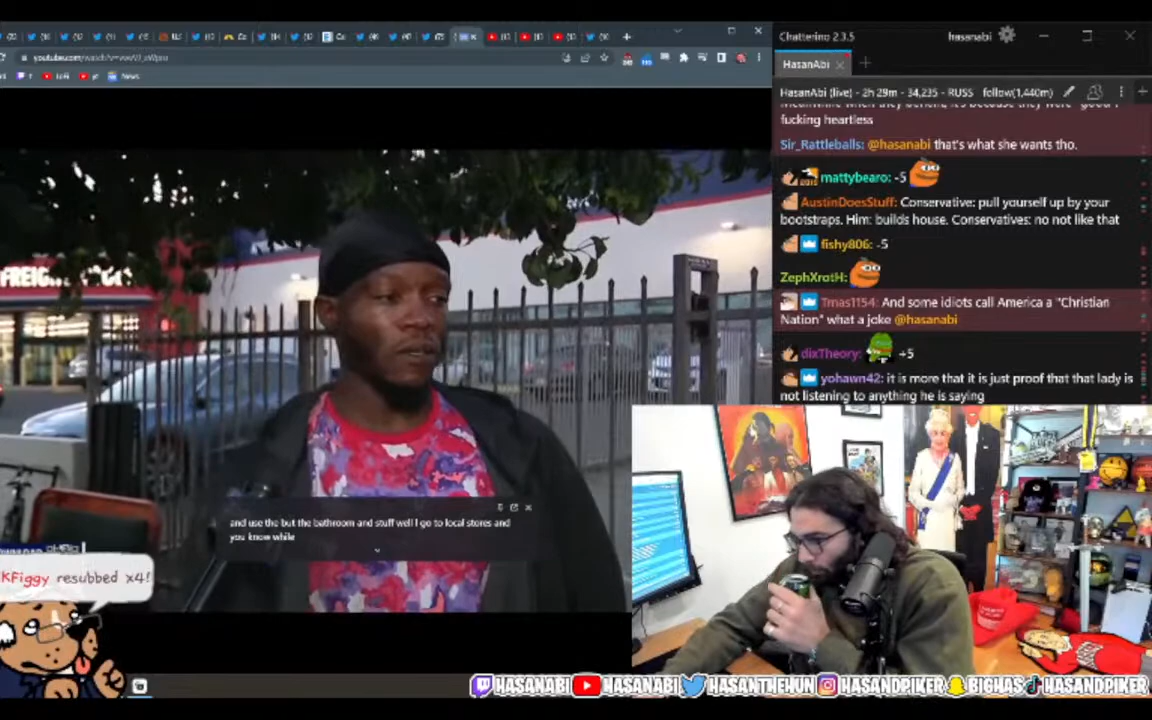 Chatterino 2.3.5
hasanabi
HasanAbi
HasanAbi (live) - 2h 29m - 34,235 - RUSS
follow(1,440m)
News
fucking heartless
Sir_Rattleballs: @hasanabi that's what she wants tho.
mattybearo: -5
AustinDoesStuff: Conservative: pull yourself up by your
bootstraps. Him: builds house. Conservatives: no not like that
fishy806: -5
ZephXrotH:
Tmas1154: And some idiots call America a "Christian
Nation" what a joke @hasanabi
dixTheory: +5
yohawn42: it is more that it is just proof that that lady is
not listening to anything he is saying
FREIGHT
and use the but the bathroom and stuff well I go to local stores and
you know while
KFiggy resubbed x4!
HASANABI HASANABI HASANTHEHUN HASANDPIKER BIGHAS HASANDPIKER